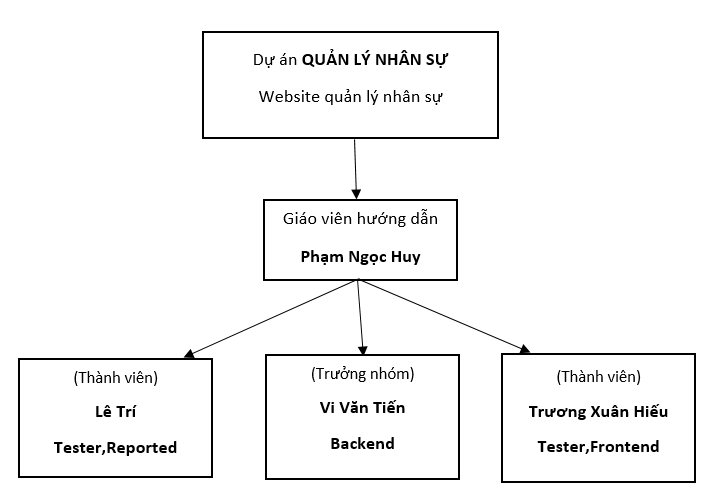 Dự án QUẢN LÝ NHÂN SỰ
Website quản lý nhân sự
Giáo viên hướng dẫn
Phạm Ngọc Huy
(Thành viên)
Lê Trí
Tester,Reported
(Trưởng nhóm)
Vi Văn Tiến
Backend
(Thành viên)
Trương Xuân Hiếu
Tester,Frontend